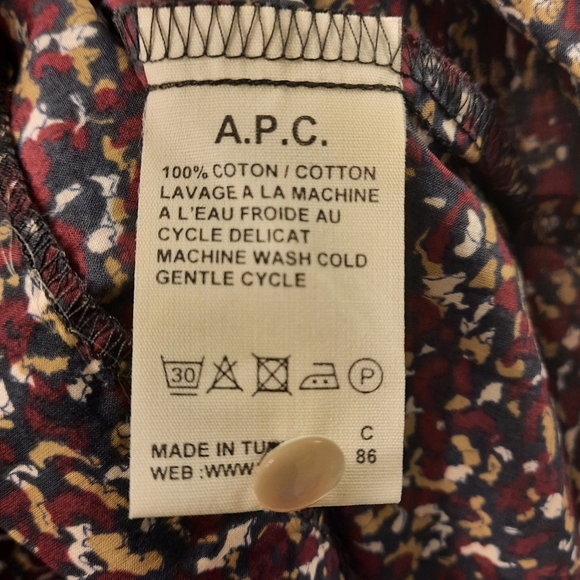 A.P.C.
100% COTON / COTTON
LAVAGE A LA MACHINE
A L'EAU FROIDE AU
CYCLE DELICAT
MACHINE WASH COLD
GENTLE CYCLE
30 P
C
MADE IN
WEB :WWW 86